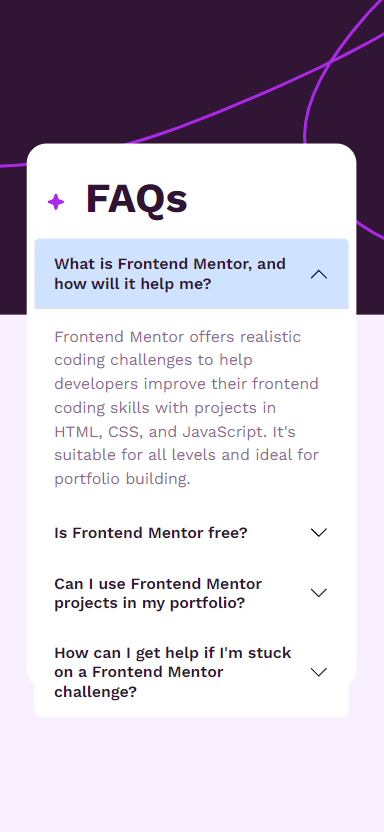 FAQs
What is Frontend Mentor, and
how will it help me?
Frontend Mentor offers realistic
coding challenges to help
developers improve their frontend
coding skills with projects in
HTML, CSS, and JavaScript. It's
suitable for all levels and ideal for
portfolio building.
Is Frontend Mentor free?
Can I use Frontend Mentor
projects in my portfolio?
How can I get help if I'm stuck
on a Frontend Mentor
challenge?